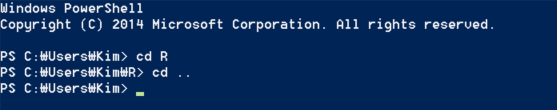 Windows PowerShell
Copyright (C) 2014 Microsoft Corporation. All rights reserved.
PS C:₩Users₩Kim> cd R
PS C:₩Users₩Kim₩R> cd ..
PS C:₩Users₩Kim>